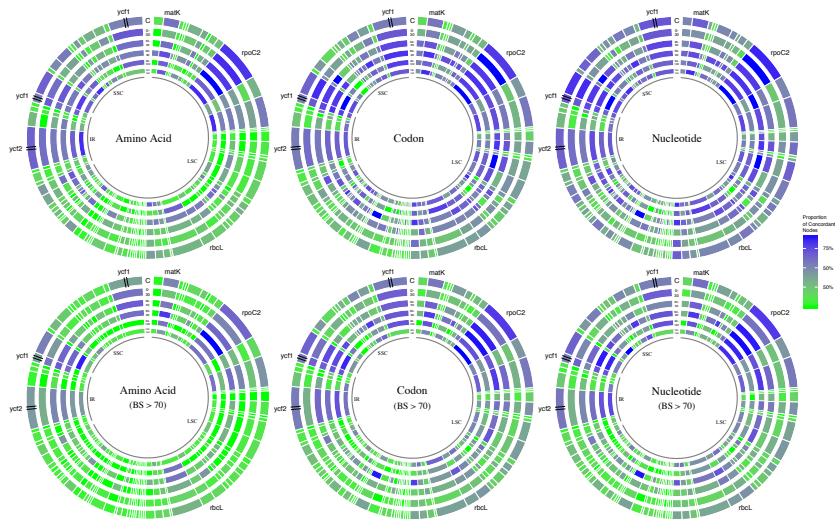 ycf1
C
matK
rpoC2
ycf1
SSC
Amino Acid
IR
ycf2
LSC
rbcL
ycf1
C
matK
rpoC2
ycf1
SSC
Codon
IR
LSC
rbcL
ycf1
C
matK
rpoC2
ycf1
SSC
Nucleotide
IR
ycf2
LSC
rbcL
Proportion
of Concordant
Nodes
75%
50%
50%
ycf1
C
matK
rpoC2
ycf1
SSC
Amino Acid
(BS > 70)
IR
ycf2
LSC
rbcL
ycf1
C
matK
rpoC2
ycf1
SSC
Codon
(BS > 70)
IR
ycf2
LSC
rbcL
ycf1
C
matK
rpoC2
ycf1
SSC
Nucleotide
(BS > 70)
IR
ycf2
LSC
rbcL